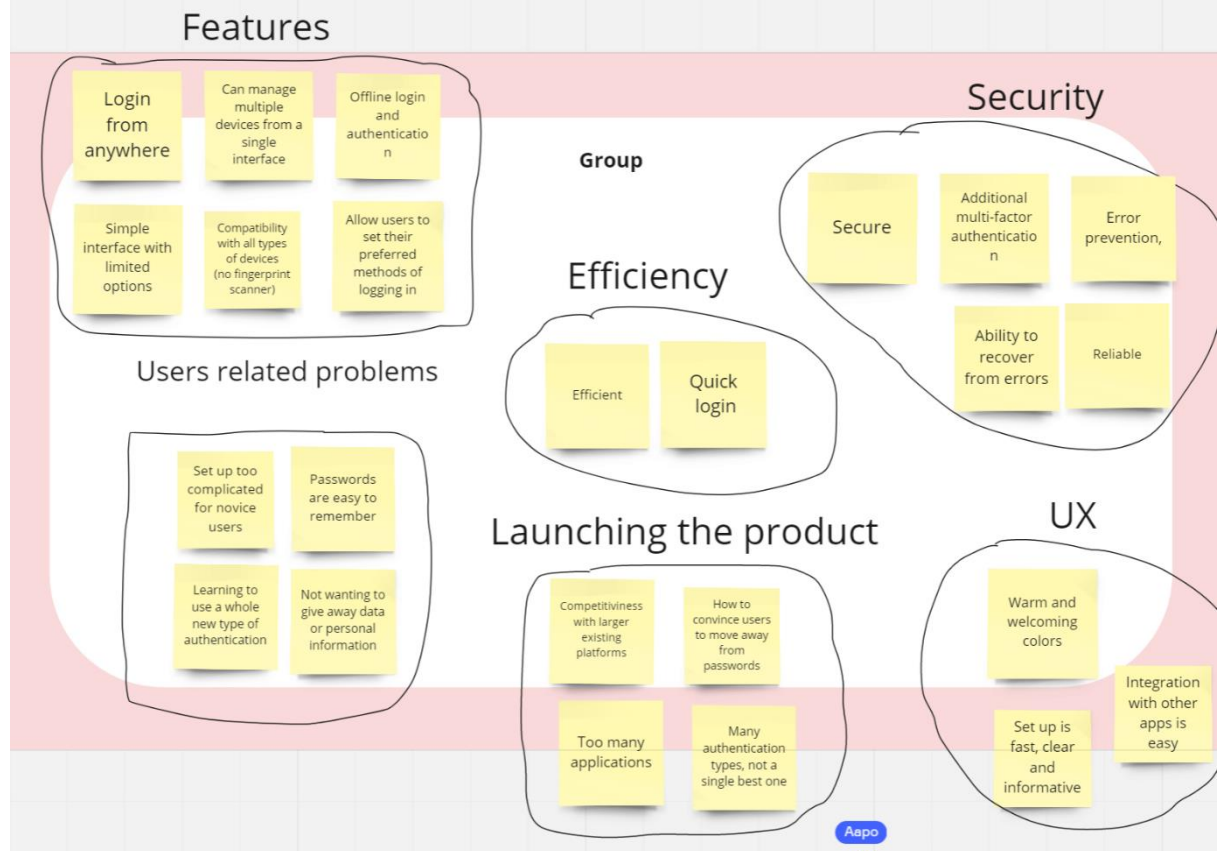 Features
Login
from
anywhere
Can manage
multiple
devices from a
single
interface
Offline login
and
authenticatio
n
Simple
interface with
limited
options
Compatibility
with all types
of devices
(no fingerprint
scanner)
Allow users to
set their
preferred
methods of
logging in
Group
Security
Secure
Additional
multi-factor
authenticatio
n
Error
prevention,
Ability to
recover
from errors
Reliable
Efficiency
Efficient
Quick
login
Users related problems
Set up too
complicated
for novice
users
Passwords
are easy to
remember
Learning to
use a whole
new type of
authentication
Not wanting to
give away data
or personal
information
Launching the product
Competitiviness
with larger
existing
platforms
How to
convince users
to move away
from
passwords
Too many
applications
Many
authentication
types, not a
single best one
UX
Warm and
welcoming
colors
Integration
with other
apps is
easy
Set up is
fast, clear
and
informative
Aapo